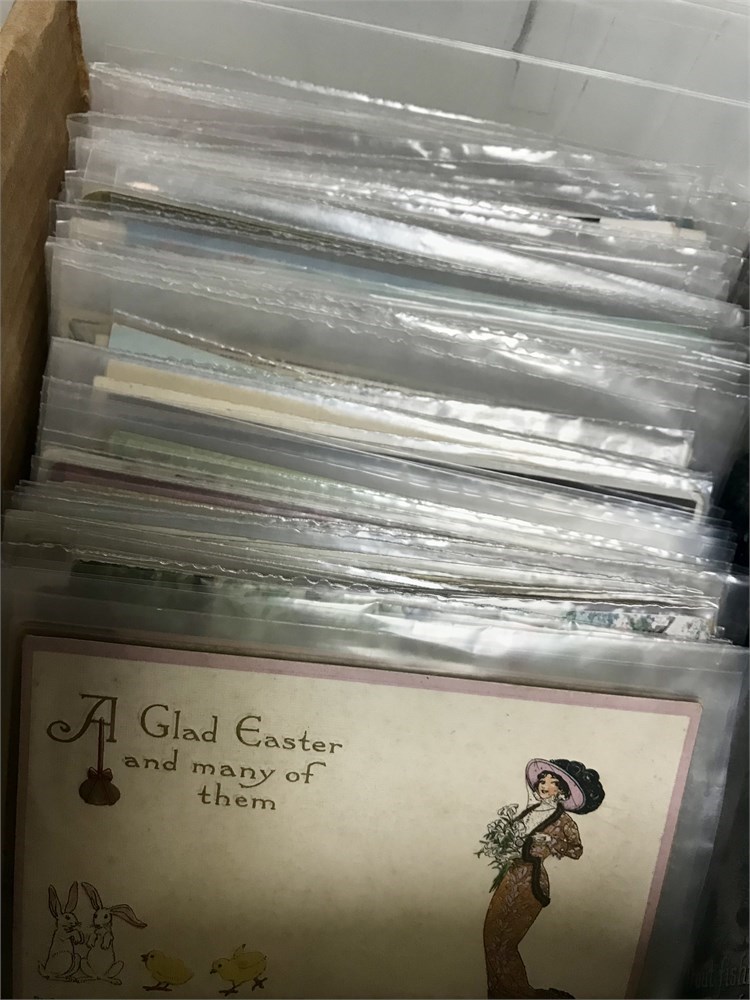 A Glad Easter
and many of
them